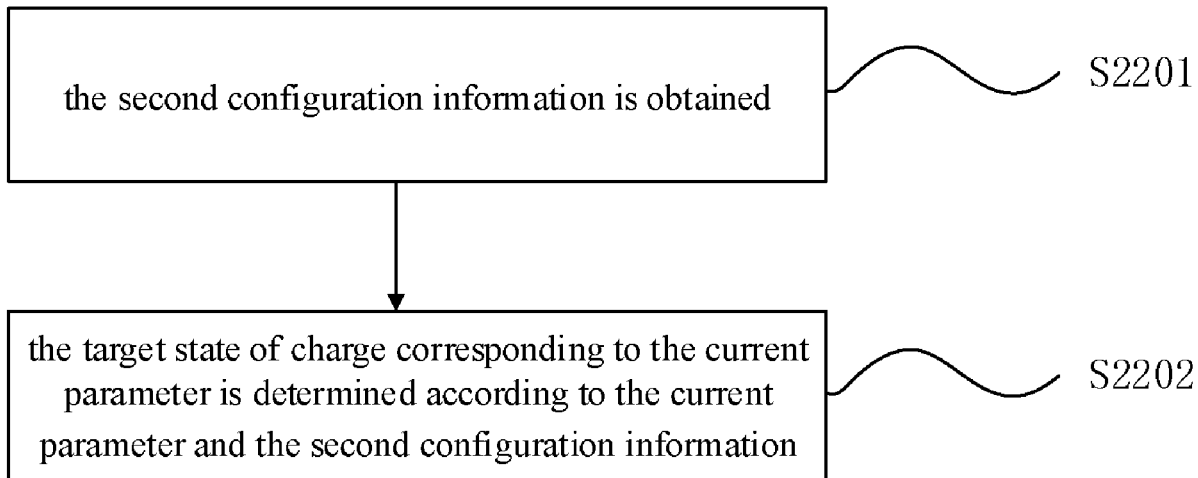 the second configuration information is obtained
S2201
the target state of charge corresponding to the current
parameter is determined according to the current
parameter and the second configuration information
S2202